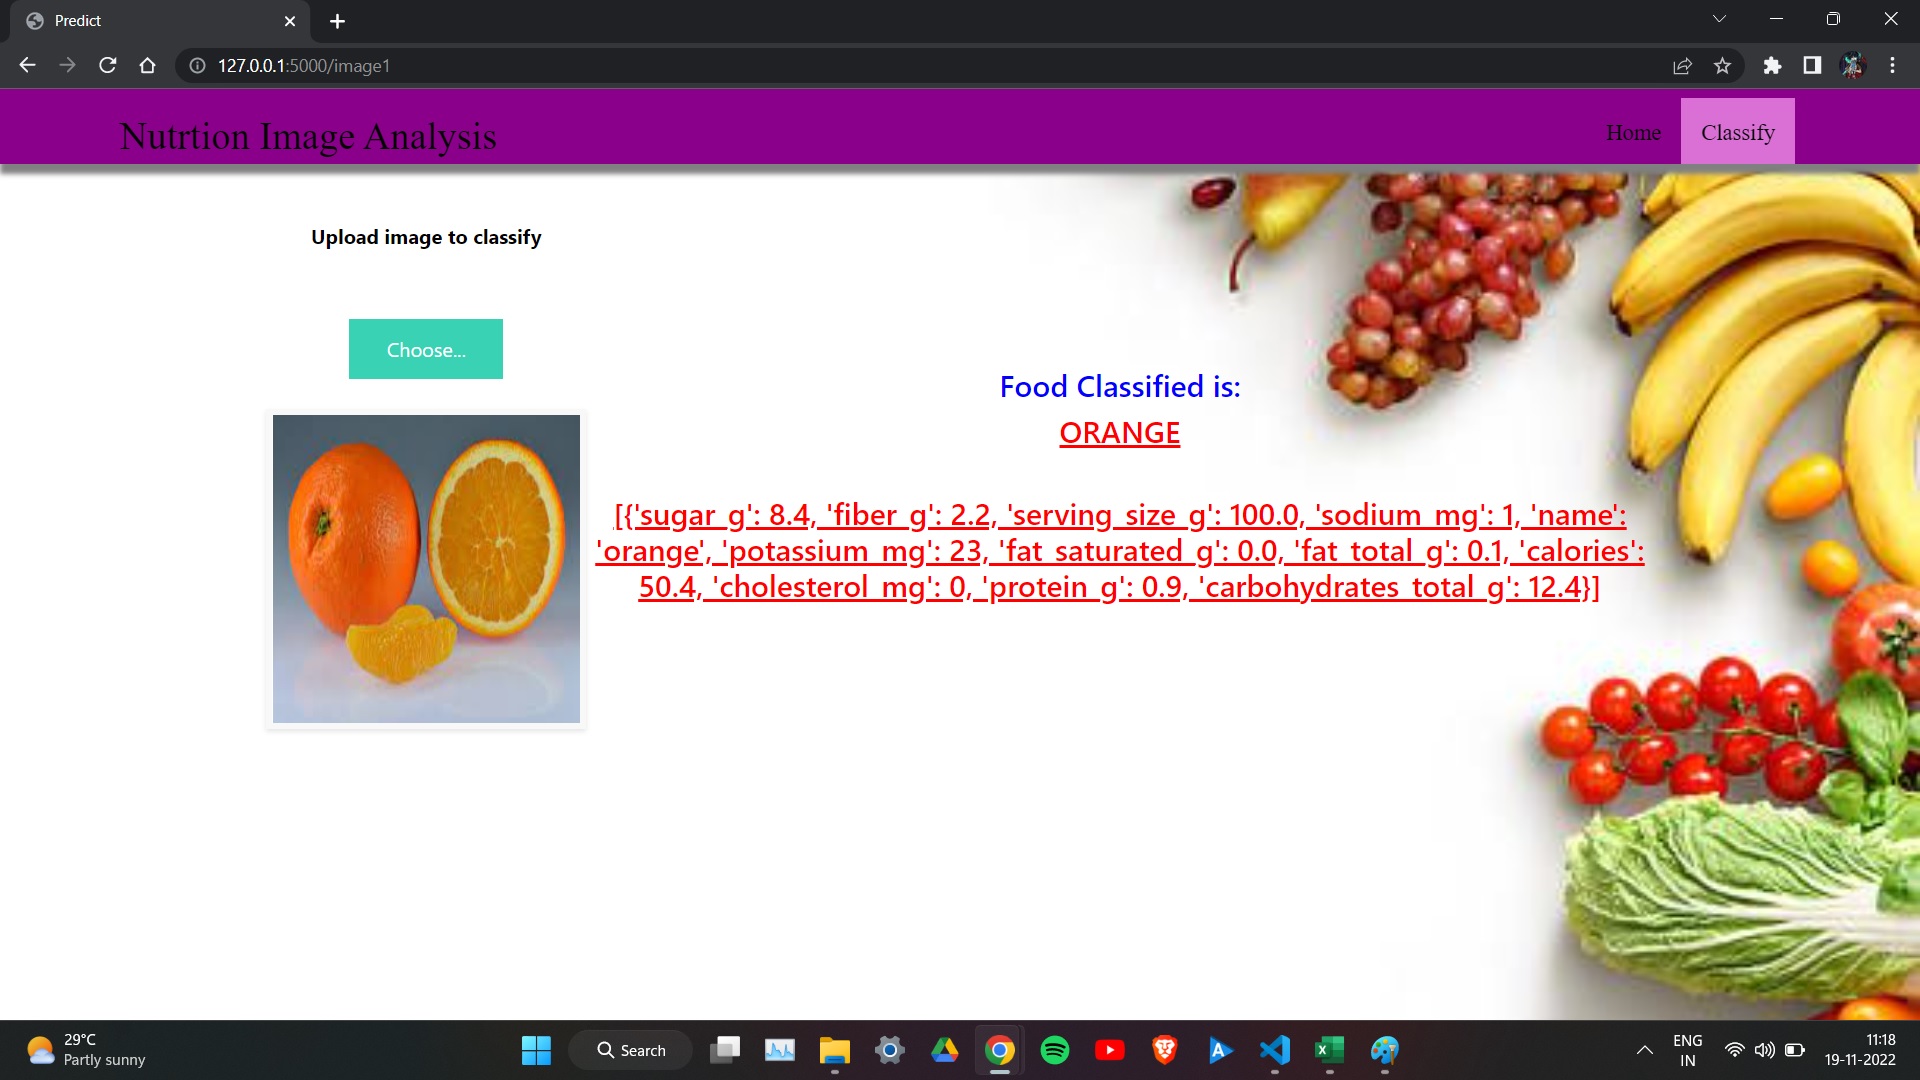 Predict
127.0.0.1:5000/image1
Nutrtion Image Analysis
Home
Classify
Upload image to classify
Choose...
Food Classified is:
ORANGE
[{'sugar_g': 8.4, 'fiber_g': 2.2, 'serving_size_g': 100.0, 'sodium_mg': 1, 'name':
'orange', 'potassium_mg': 23, 'fat_saturated_g': 0.0, 'fat_total_g': 0.1, 'calories':
50.4, 'cholesterol_mg': 0, 'protein_g': 0.9, 'carbohydrates_total_g': 12.4}]
29°C
Partly sunny
Search
ENG
IN
11:18
19-11-2022